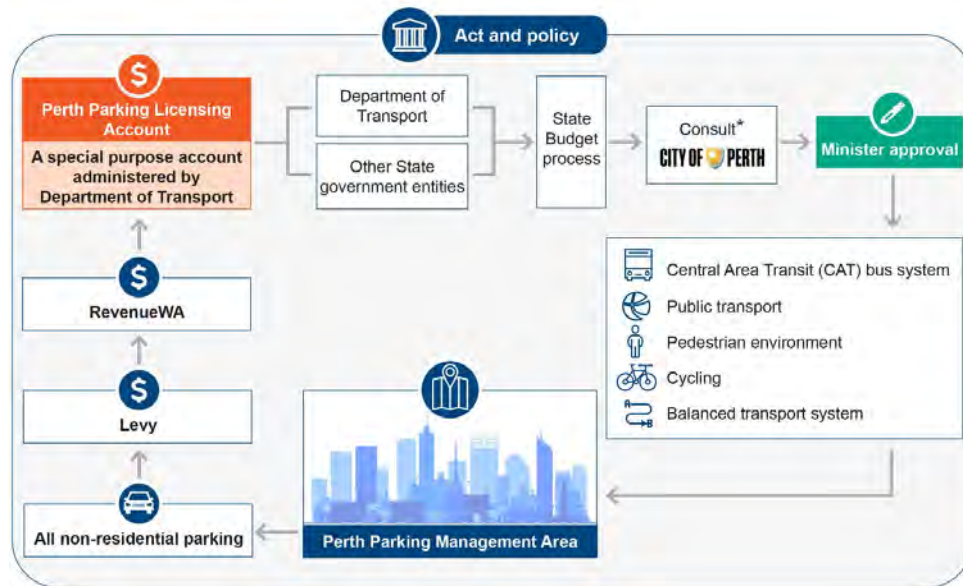 Act and policy
Perth Parking Licensing
Account
A special purpose account
administered by
Department of Transport
Department of
Transport
Other State
government entities
State
Budget
process
Consult*
CITY OF PERTH
Minister approval
Central Area Transit (CAT) bus system
Public transport
Pedestrian environment
Cycling
A
B
Balanced transport system
RevenueWA
Levy
All non-residential parking
Perth Parking Management Area